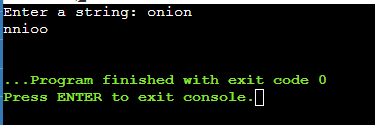 Enter a string: onion
nnioo
...Program finished with exit code 0
Press ENTER to exit console.